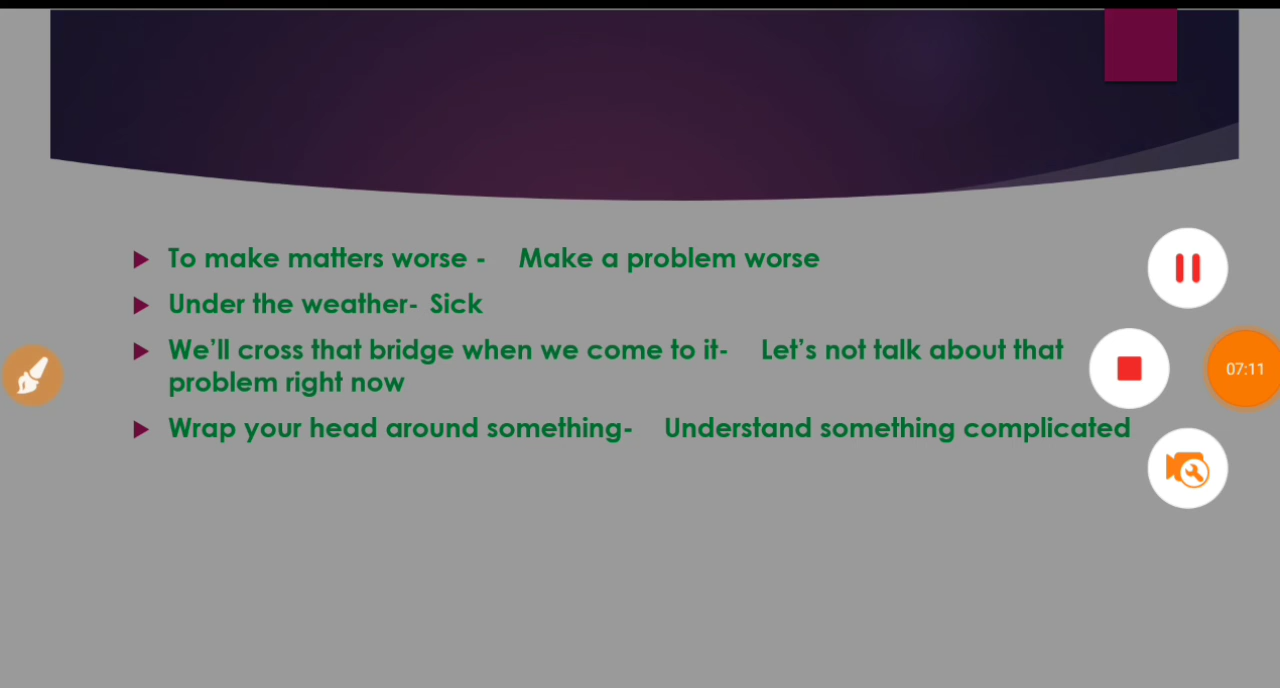 To make matters worse - Make a problem worse
Under the weather- Sick
We’ll cross that bridge when we come to it- Let’s not talk about that
problem right now
Wrap your head around something- Understand something complicated
07:11